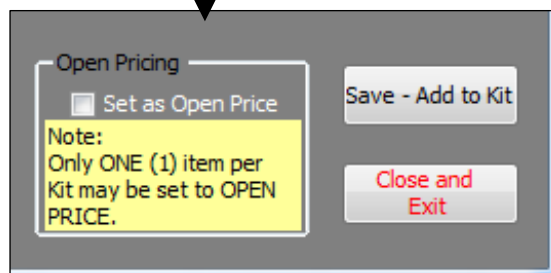 Open Pricing
Set as Open Price
Note:
Only ONE (1) item per
Kit may be set to OPEN
PRICE.
Save - Add to Kit
Close and
Exit